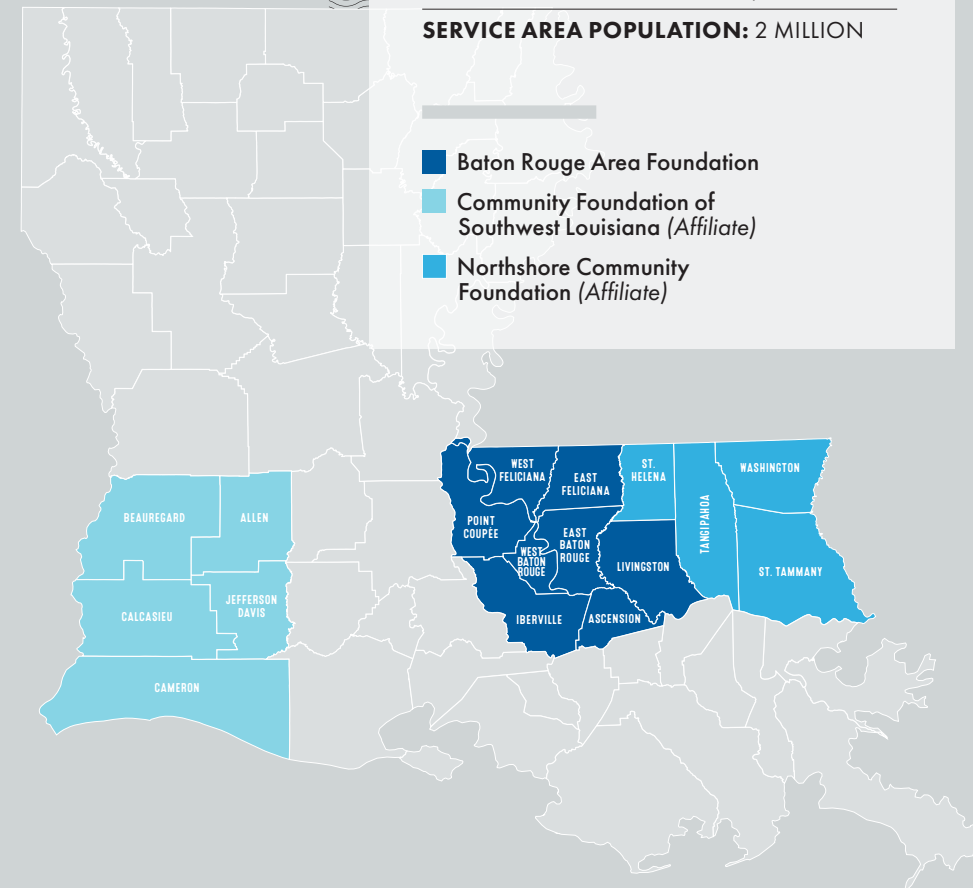 SERVICE AREA POPULATION: 2 MILLION
Baton Rouge Area Foundation
Community Foundation of
Southwest Louisiana (Affiliate)
Northshore Community
Foundation (Affiliate)
WEST
FELICIANA
EAST
FELICIANA
ST.
HELENA
TANGIPAHOA
WASHINGTON
POINT
COUPÉE
WEST
BATON
ROUGE
EAST
BATON
ROUGE
LIVINGSTON
ST. TAMMANY
IBERVILLE
ASCENSION
BEAUREGARD
ALLEN
CALCASIEU
JEFFERSON
DAVIS
CAMERON